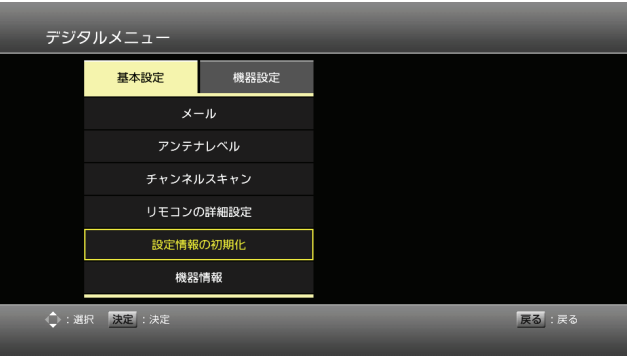 デジタルメニュー
基本設定 機器設定
メール
アンテナレベル
チャンネルスキャン
リモコンの詳細設定
設定情報の初期化
機器情報
:選択 決定 :決定 戻る :戻る